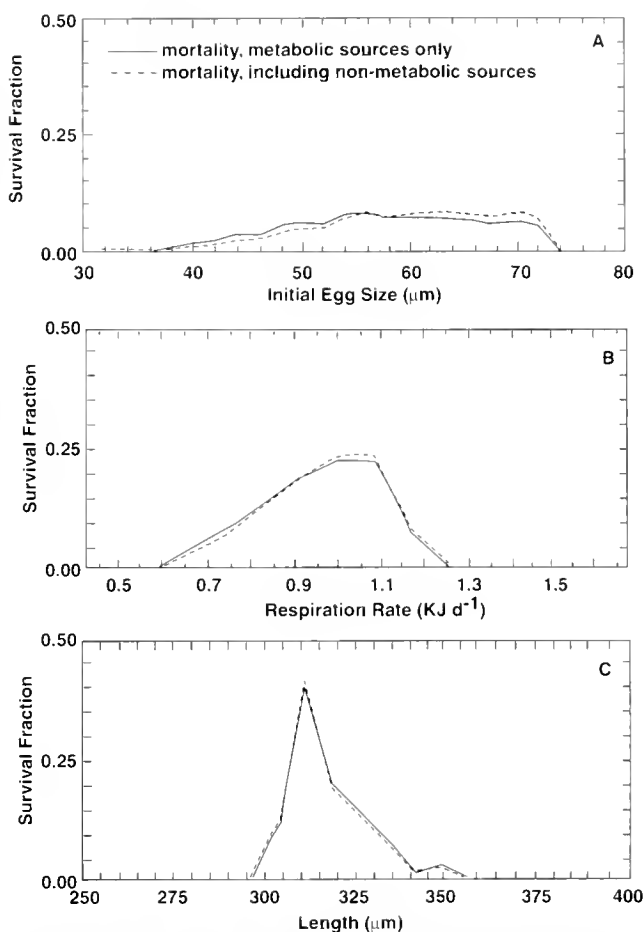 0.50
A
mortality, metabolic sources only
mortality, including non-metabolic sources
Survival Fraction
0.25
0.00
30 40 50 60 70 80
Initial Egg Size (μm)
0.50
B
Survival Fraction
0.25
0.00
0.5 0.7 0.9 1.1 1.3 1.5
Respiration Rate (KJ d⁻¹)
0.50
C
Survival Fraction
0.25
0.00
250 275 300 325 350 375 400
Length (μm)